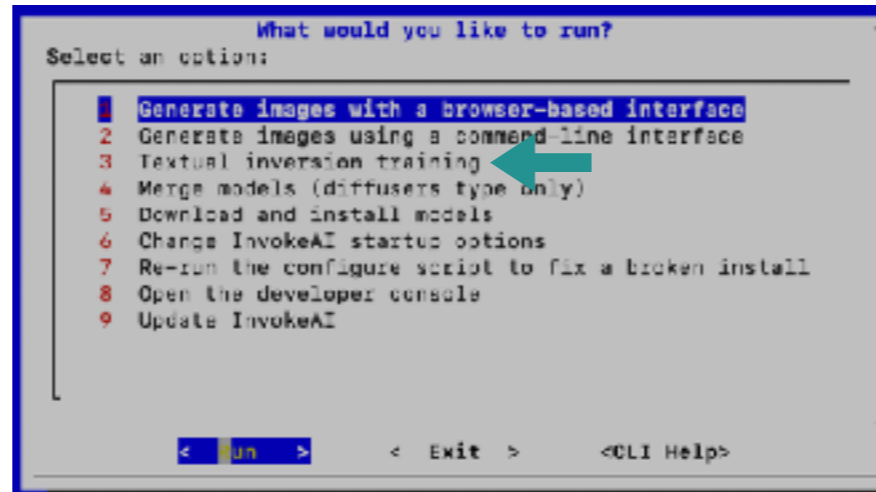 What would you like to run?
Select an option:
1 Generate images with a browser-based interface
2 Generate images using a command-line interface
3 Textual inversion training
4 Merge models (diffusers type only)
5 Download and install models
6 Change InvokeAI startup options
7 Re-run the configure script to fix a broken install
8 Open the developer console
9 Update InvokeAI
< Run > < Exit > <CLI Help>